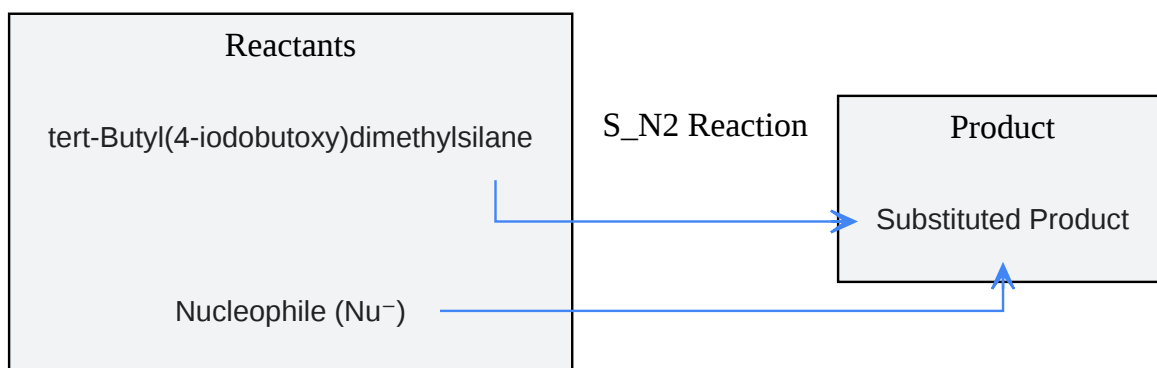 Reactants
tert-Butyl(4-iodobutoxy)dimethylsilane
Nucleophile (Nu⁻)
S_N2 Reaction
Product
Substituted Product